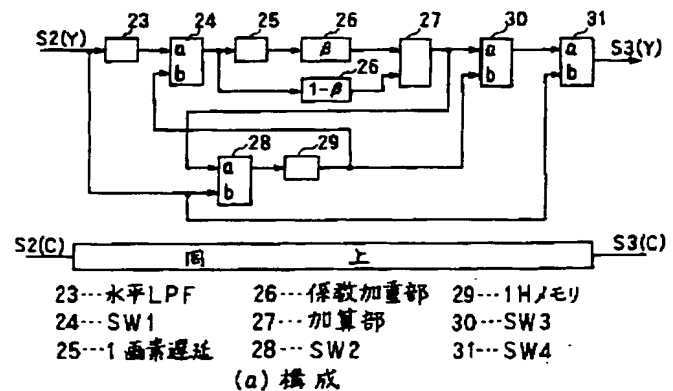 23 24 25 26 27 30 31
S2(Y) a β a a S3(Y)
b 26 b b
1-β
28 29
a
b
S2(C) 同 上 S3(C)
23…水平LPF 26…係数加重部 29…1Hメモリ
24…SW1 27…加算部 30…SW3
25…1画素遅延 28…SW2 31…SW4
(a) 構成